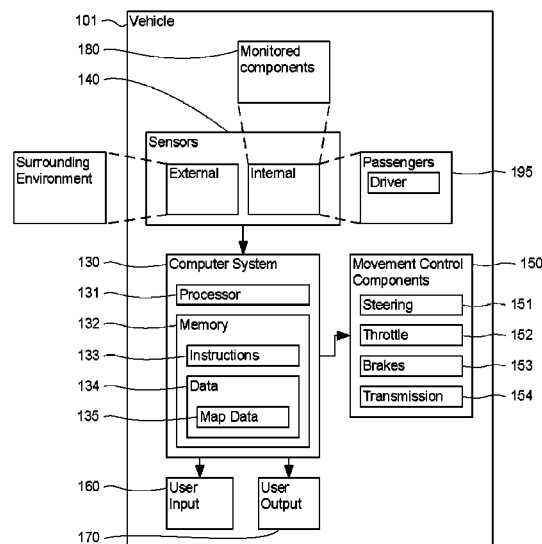 101
Vehicle
180
Monitored
components
140
Sensors
Surrounding
Environment
External
Internal
Passengers
Driver
195
130
Computer System
131
Processor
132
Memory
133
Instructions
134
Data
135
Map Data
Movement Control
Components
150
Steering
151
Throttle
152
Brakes
153
Transmission
154
160
User
Input
User
Output
170